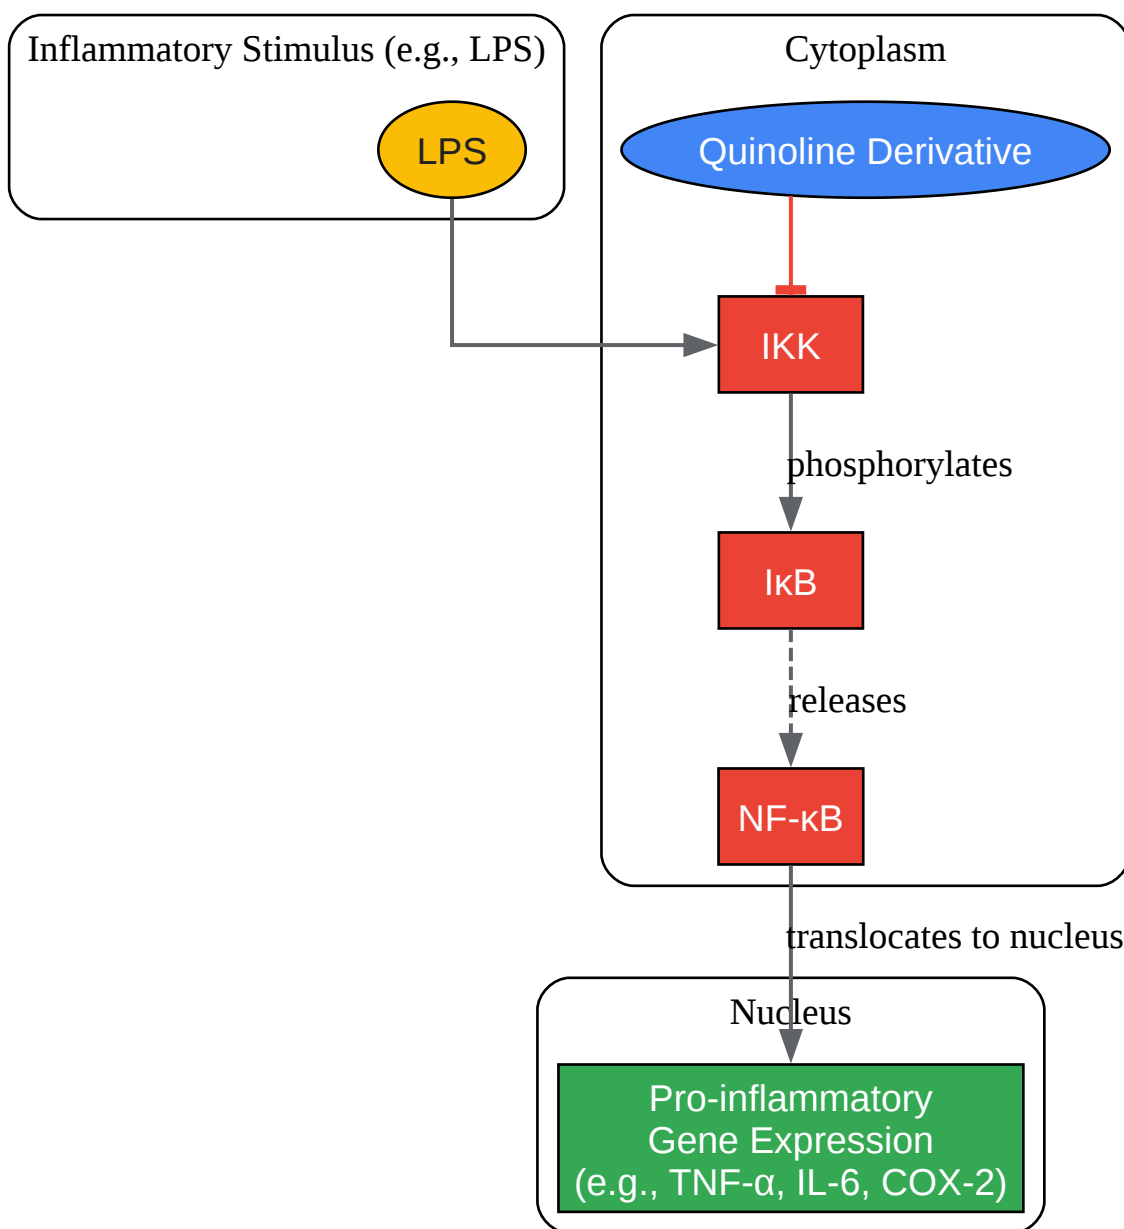 Inflammatory Stimulus (e.g., LPS)
Cytoplasm
LPS
Quinoline Derivative
IKK
phosphorylates
IκB
releases
NF-κB
translocates to nucleus
Nucleus
Pro-inflammatory
Gene Expression
(e.g., TNF-α, IL-6, COX-2)